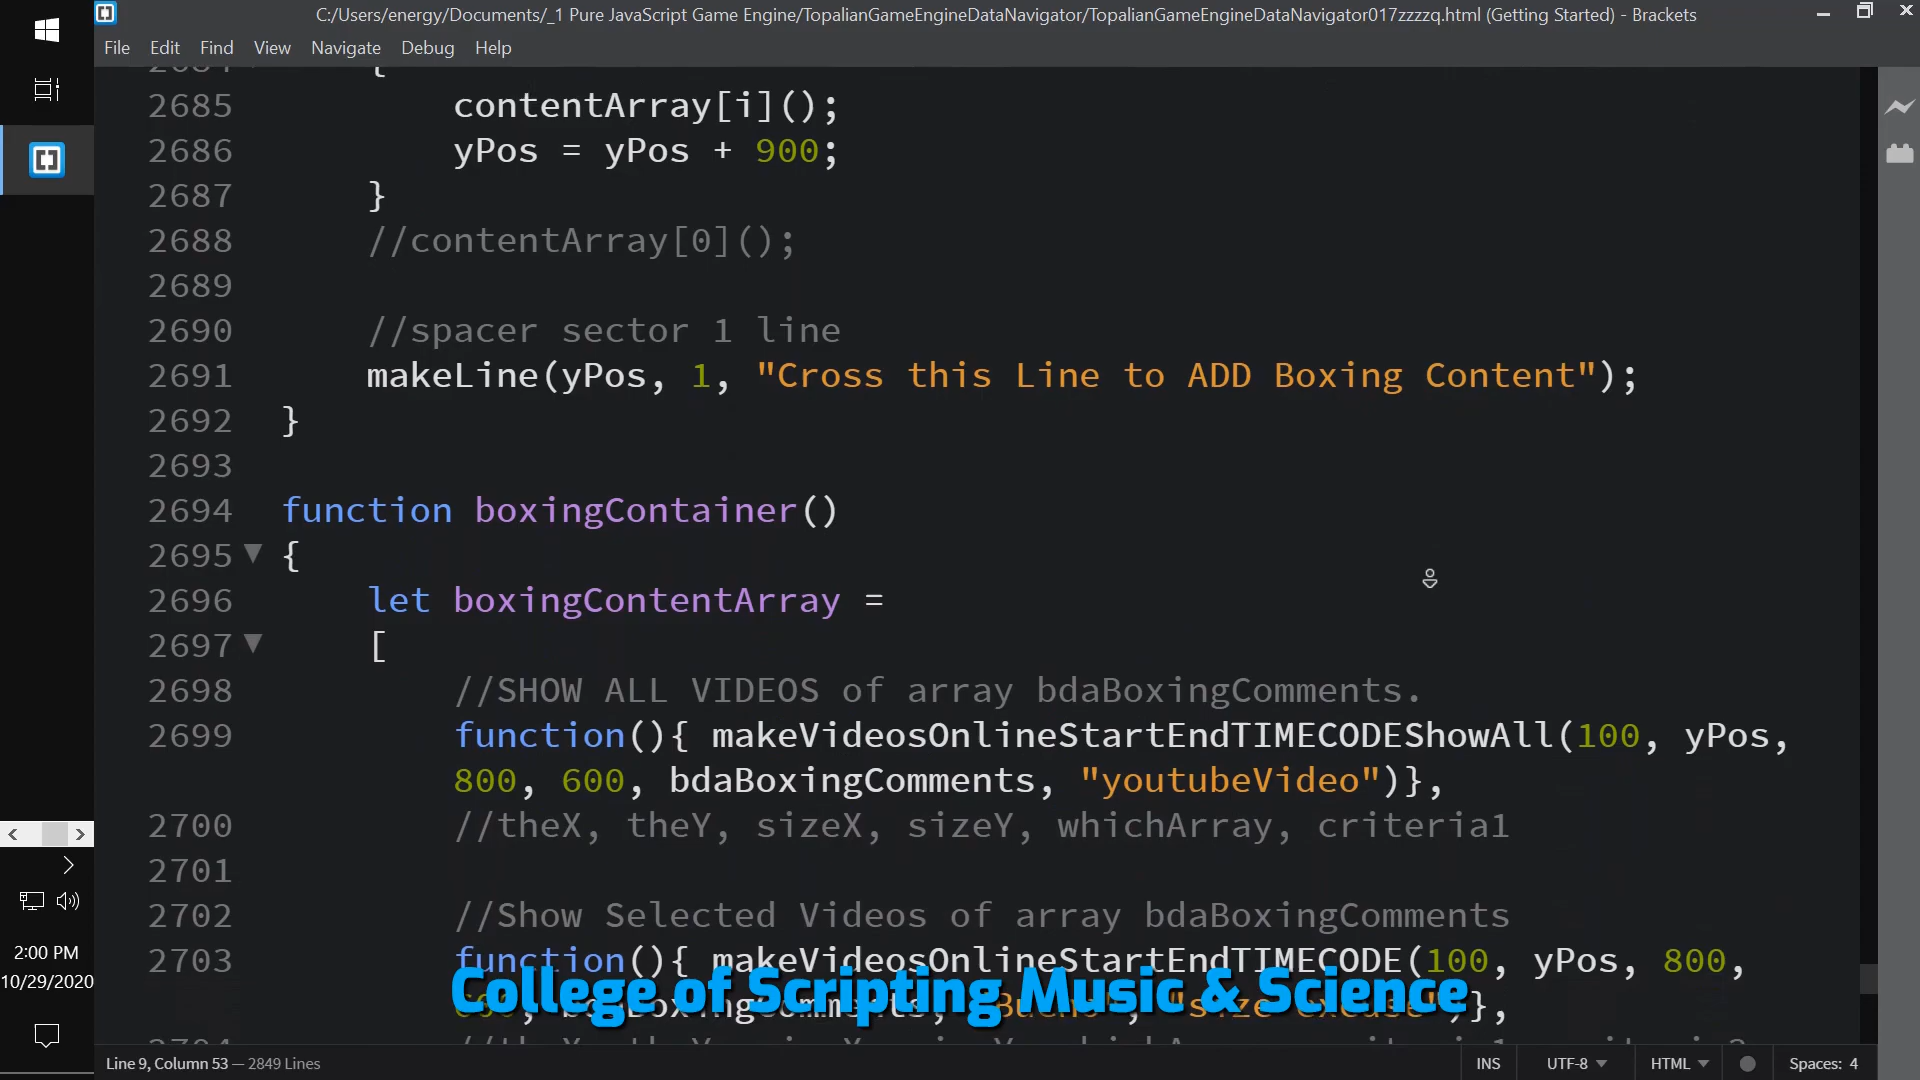 C:/Users/energy/Documents/_1 Pure JavaScript Game Engine/TopalianGameEngineDataNavigator/TopalianGameEngineDataNavigator017zzzzq.html (Getting Started) - Brackets
File Edit Find View Navigate Debug Help
{
2685 contentArray[i]();
2686 yPos = yPos + 900;
2687 }
2688 //contentArray[0]();
2689
2690 //spacer sector 1 line
2691 makeLine(yPos, 1, "Cross this Line to ADD Boxing Content");
2692 }
2693
2694 function boxingContainer()
2695 {
2696 let boxingContentArray =
2697 [
2698 //SHOW ALL VIDEOS of array bdaBoxingComments.
2699 function(){ makeVideosOnlineStartEndTIMECODEShowAll(100, yPos,
800, 600, bdaBoxingComments, "youtubeVideo")},
2700 //theX, theY, sizeX, sizeY, whichArray, criteria1
2701
2702 //Show Selected Videos of array bdaBoxingComments
2703 function(){ makeVideosOnlineStartEndTIMECODE(100, yPos, 800,
College of Scripting Music & Science
2:00 PM
10/29/2020
Line 9, Column 53 — 2849 Lines
INS UTF-8 HTML Spaces: 4